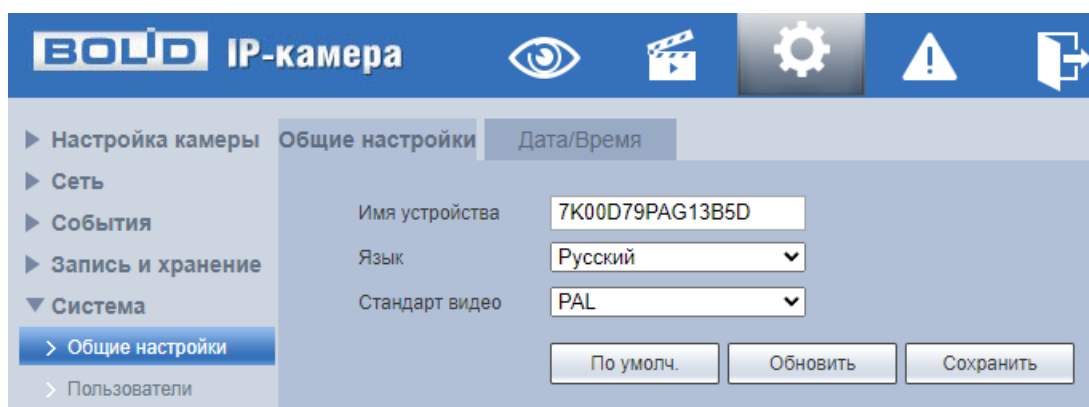 BOLID IP-камера
Настройка камеры
Сеть
События
Запись и хранение
Система
Общие настройки
Пользователи
Общие настройки Дата/Время
Имя устройства 7K00D79PAG13B5D
Язык Русский
Стандарт видео PAL
По умолч. Обновить Сохранить